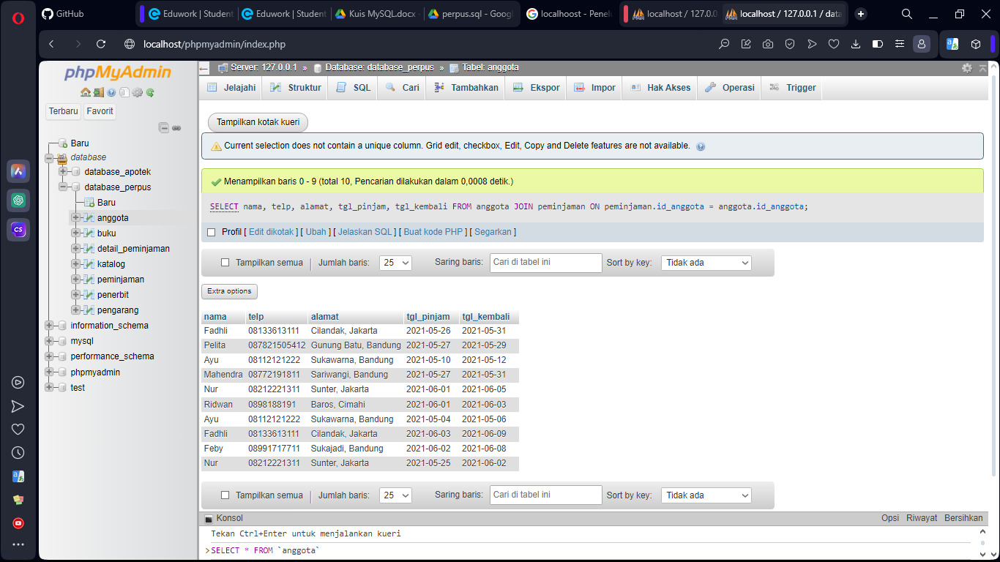 GitHub
Eduwork | Student
Eduwork | Student
Kuis MySQL.docx -
perpus.sql - Googl
localhoost - Penelu
localhost / 127.0.0
localhost / 127.0.0.1 / data
localhost/phpmyadmin/index.php
phpMyAdmin
Terbaru Favorit
Baru
database
database_apotek
database_perpus
Baru
anggota
buku
detail_peminjaman
katalog
peminjaman
penerbit
pengarang
information_schema
mysql
performance_schema
phpmyadmin
test
Server: 127.0.0.1 » Database: database_perpus » Tabel: anggota
Jelajahi Struktur SQL Cari Tambahkan Ekspor Impor Hak Akses Operasi Trigger
Tampilkan kotak kueri
Current selection does not contain a unique column. Grid edit, checkbox, Edit, Copy and Delete features are not available.
Menampilkan baris 0 - 9 (total 10, Pencarian dilakukan dalam 0,0008 detik.)
SELECT nama, telp, alamat, tgl_pinjam, tgl_kembali FROM anggota JOIN peminjaman ON peminjaman.id_anggota = anggota.id_anggota;
Profil [ Edit dikotak ] [ Ubah ] [ Jelaskan SQL ] [ Buat kode PHP ] [ Segarkan ]
Tampilkan semua | Jumlah baris: 25 Saring baris: Cari di tabel ini Sort by key: Tidak ada
Extra options
nama telp alamat tgl_pinjam tgl_kembali
Fadhli 08133613111 Cilandak, Jakarta 2021-05-26 2021-05-31
Pelita 087821505412 Gunung Batu, Bandung 2021-05-27 2021-05-29
Ayu 08112121222 Sukawarna, Bandung 2021-05-10 2021-05-12
Mahendra 08772191811 Sariwangi, Bandung 2021-05-27 2021-05-31
Nur 08212221311 Sunter, Jakarta 2021-06-01 2021-06-05
Ridwan 0898188191 Baros, Cimahi 2021-06-01 2021-06-03
Ayu 08112121222 Sukawarna, Bandung 2021-05-04 2021-05-06
Fadhli 08133613111 Cilandak, Jakarta 2021-06-03 2021-06-09
Feby 08991717711 Sukajadi, Bandung 2021-06-02 2021-06-08
Nur 08212221311 Sunter, Jakarta 2021-05-25 2021-06-02
Tampilkan semua | Jumlah baris: 25 Saring baris: Cari di tabel ini Sort by key: Tidak ada
Konsol Opsi Riwayat Bersihkan
Tekan Ctrl+Enter untuk menjalankan kueri
>SELECT * FROM `anggota`
CS